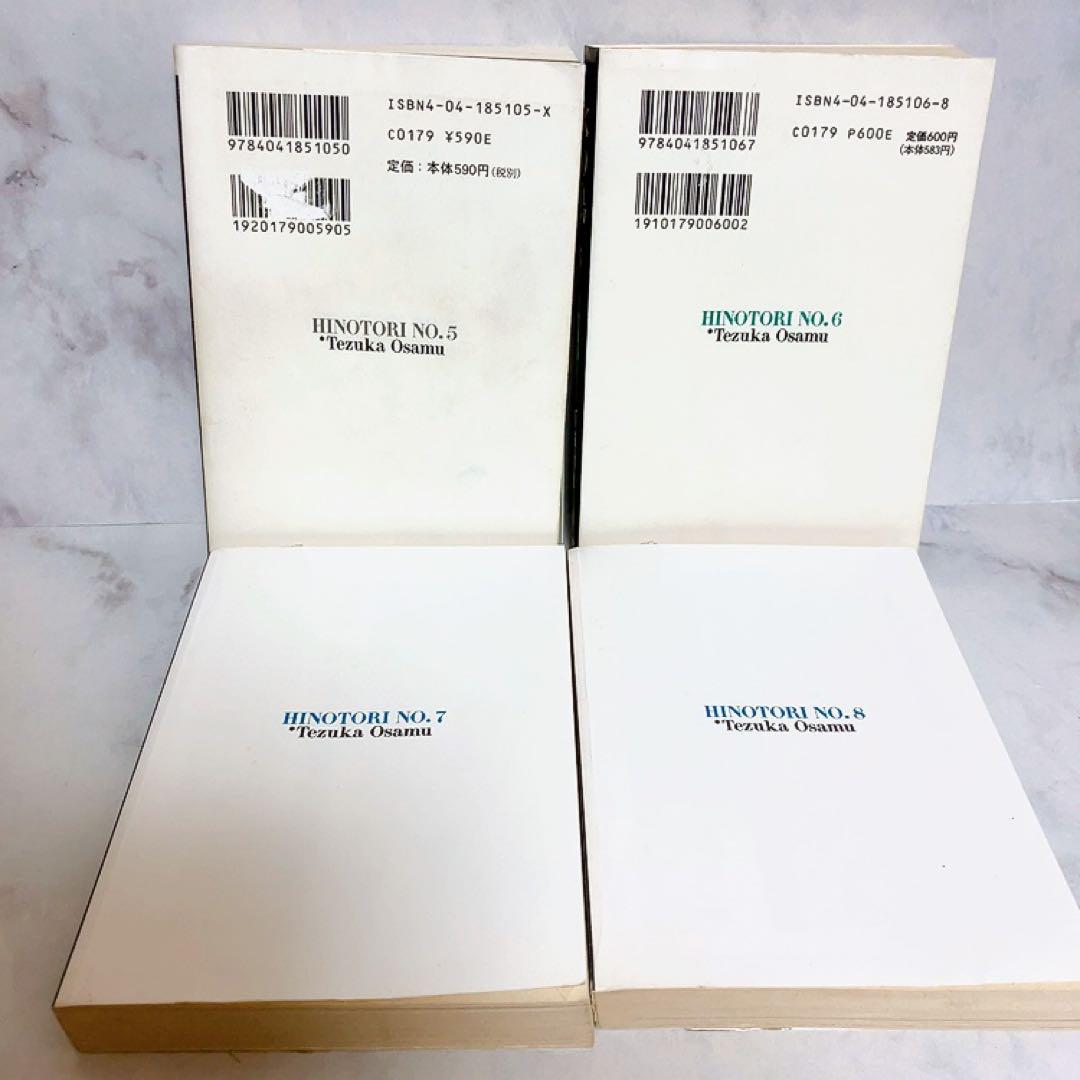 ISBN4-04-185105-X
9784041851050
C0179 ¥590E
定価：本体590円(税別)
1920179005905
HINOTORI NO.5
*Tezuka Osamu
ISBN4-04-185106-8
9784041851067
C0179 P600E 定価600円
(本体583円)
1910179006002
HINOTORI NO.6
*Tezuka Osamu
HINOTORI NO.7
*Tezuka Osamu
HINOTORI NO.8
*Tezuka Osamu